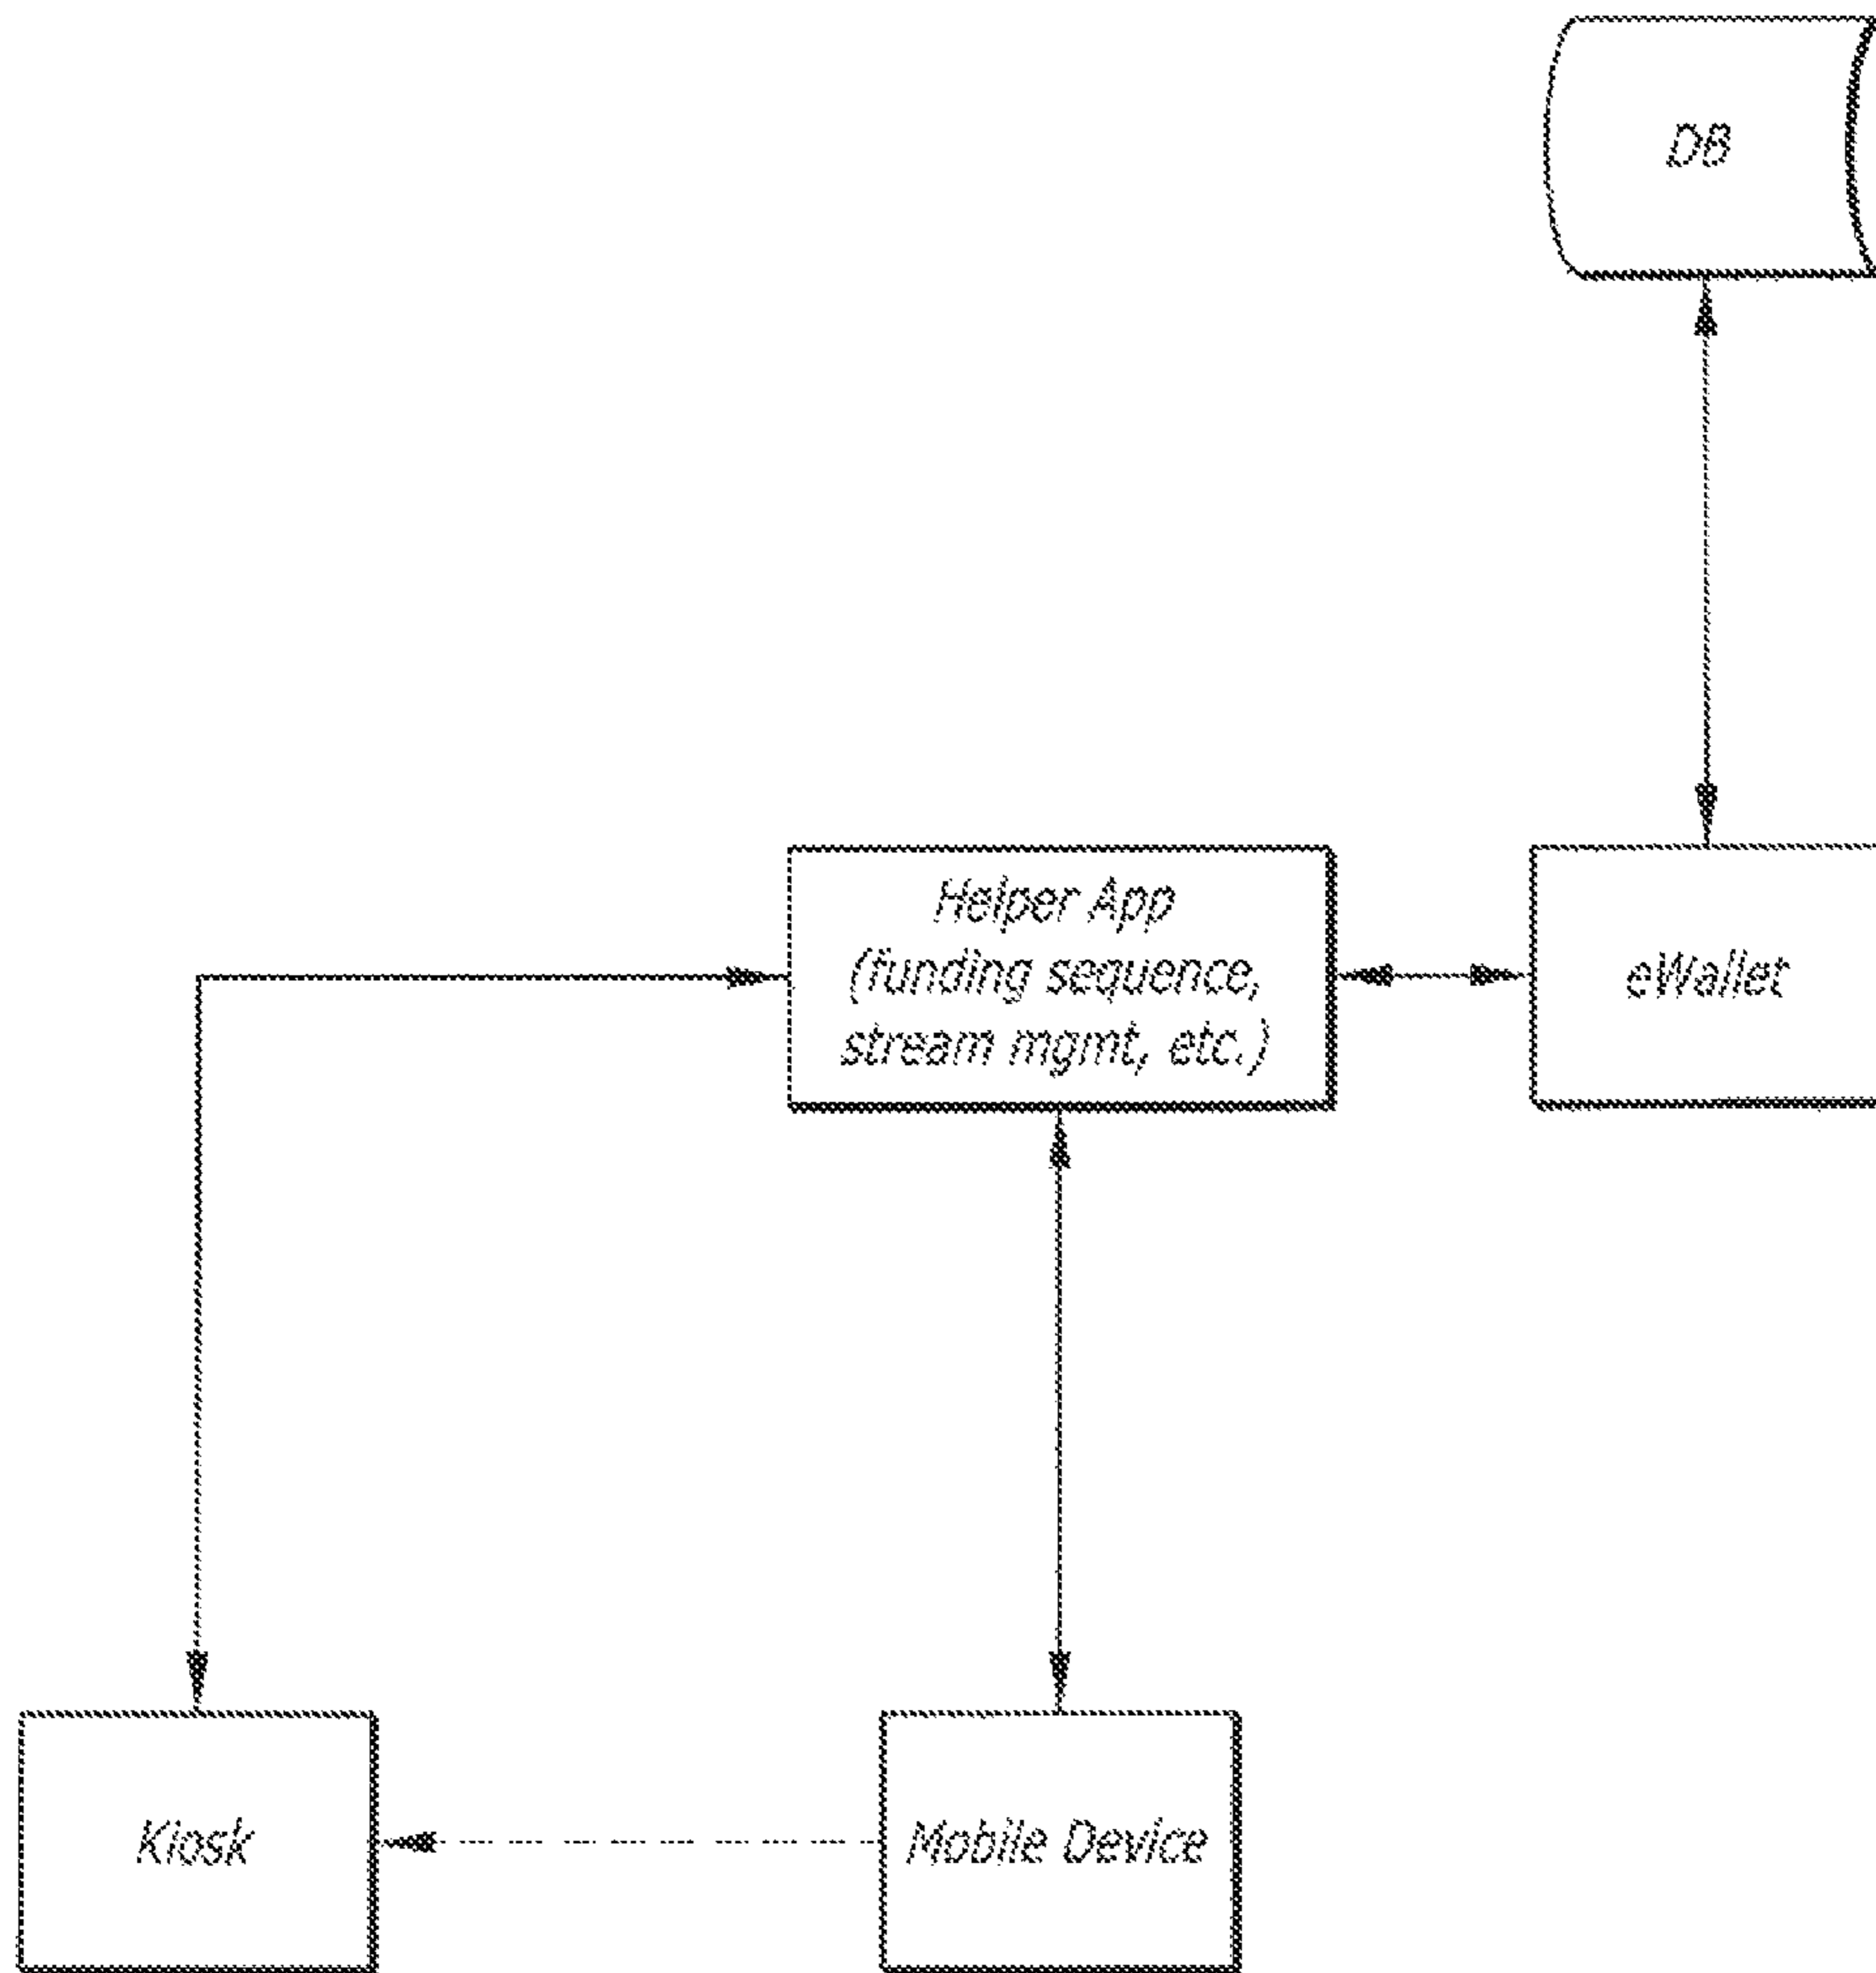 DB
Helper App
(funding sequence,
stream mgmt, etc.)
eWallet
Kiosk
Mobile Device